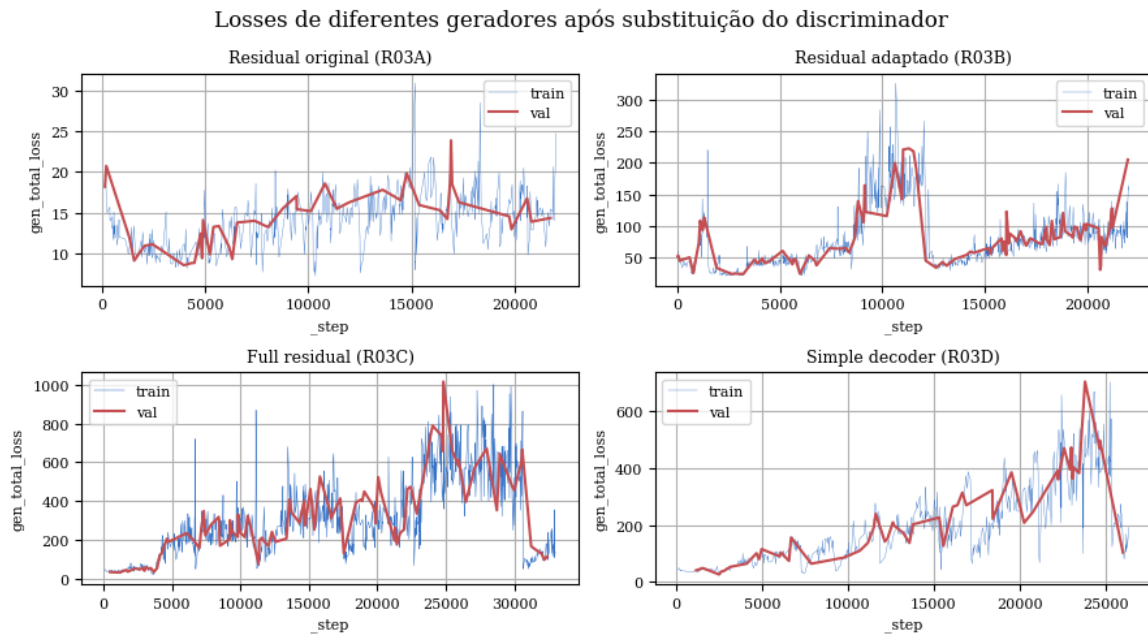 Losses de diferentes geradores após substituição do discriminador
Residual original (R03A)
gen_total_loss
30
25
20
15
10
train
val
0 5000 10000 15000 20000
_step
Residual adaptado (R03B)
gen_total_loss
300
250
200
150
100
50
train
val
0 5000 10000 15000 20000
_step
Full residual (R03C)
gen_total_loss
1000
800
600
400
200
0
train
val
0 5000 10000 15000 20000 25000 30000
_step
Simple decoder (R03D)
gen_total_loss
600
400
200
0
train
val
0 5000 10000 15000 20000 25000
_step